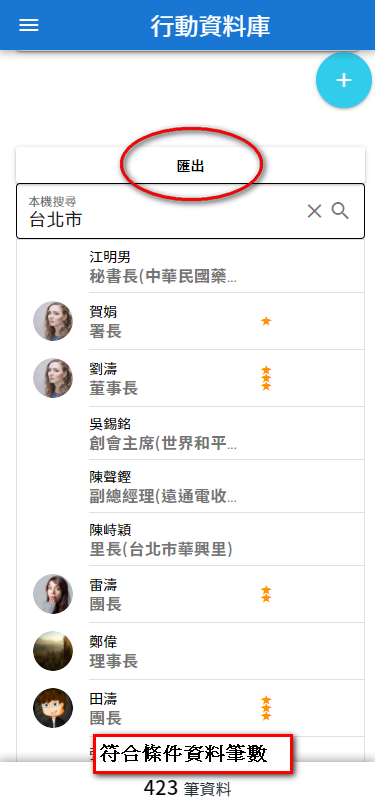 行動資料庫
+
匯出
本機搜尋
台北市
江明男
秘書長(中華民國藥...
賀娟
署長
劉濤
董事長
吳錫銘
創會主席(世界和平...
陳聲鏗
副總經理(遠通電收...
陳峙穎
里長(台北市華興里)
雷濤
團長
鄭偉
理事長
田濤
團長
符合條件資料筆數
423 筆資料